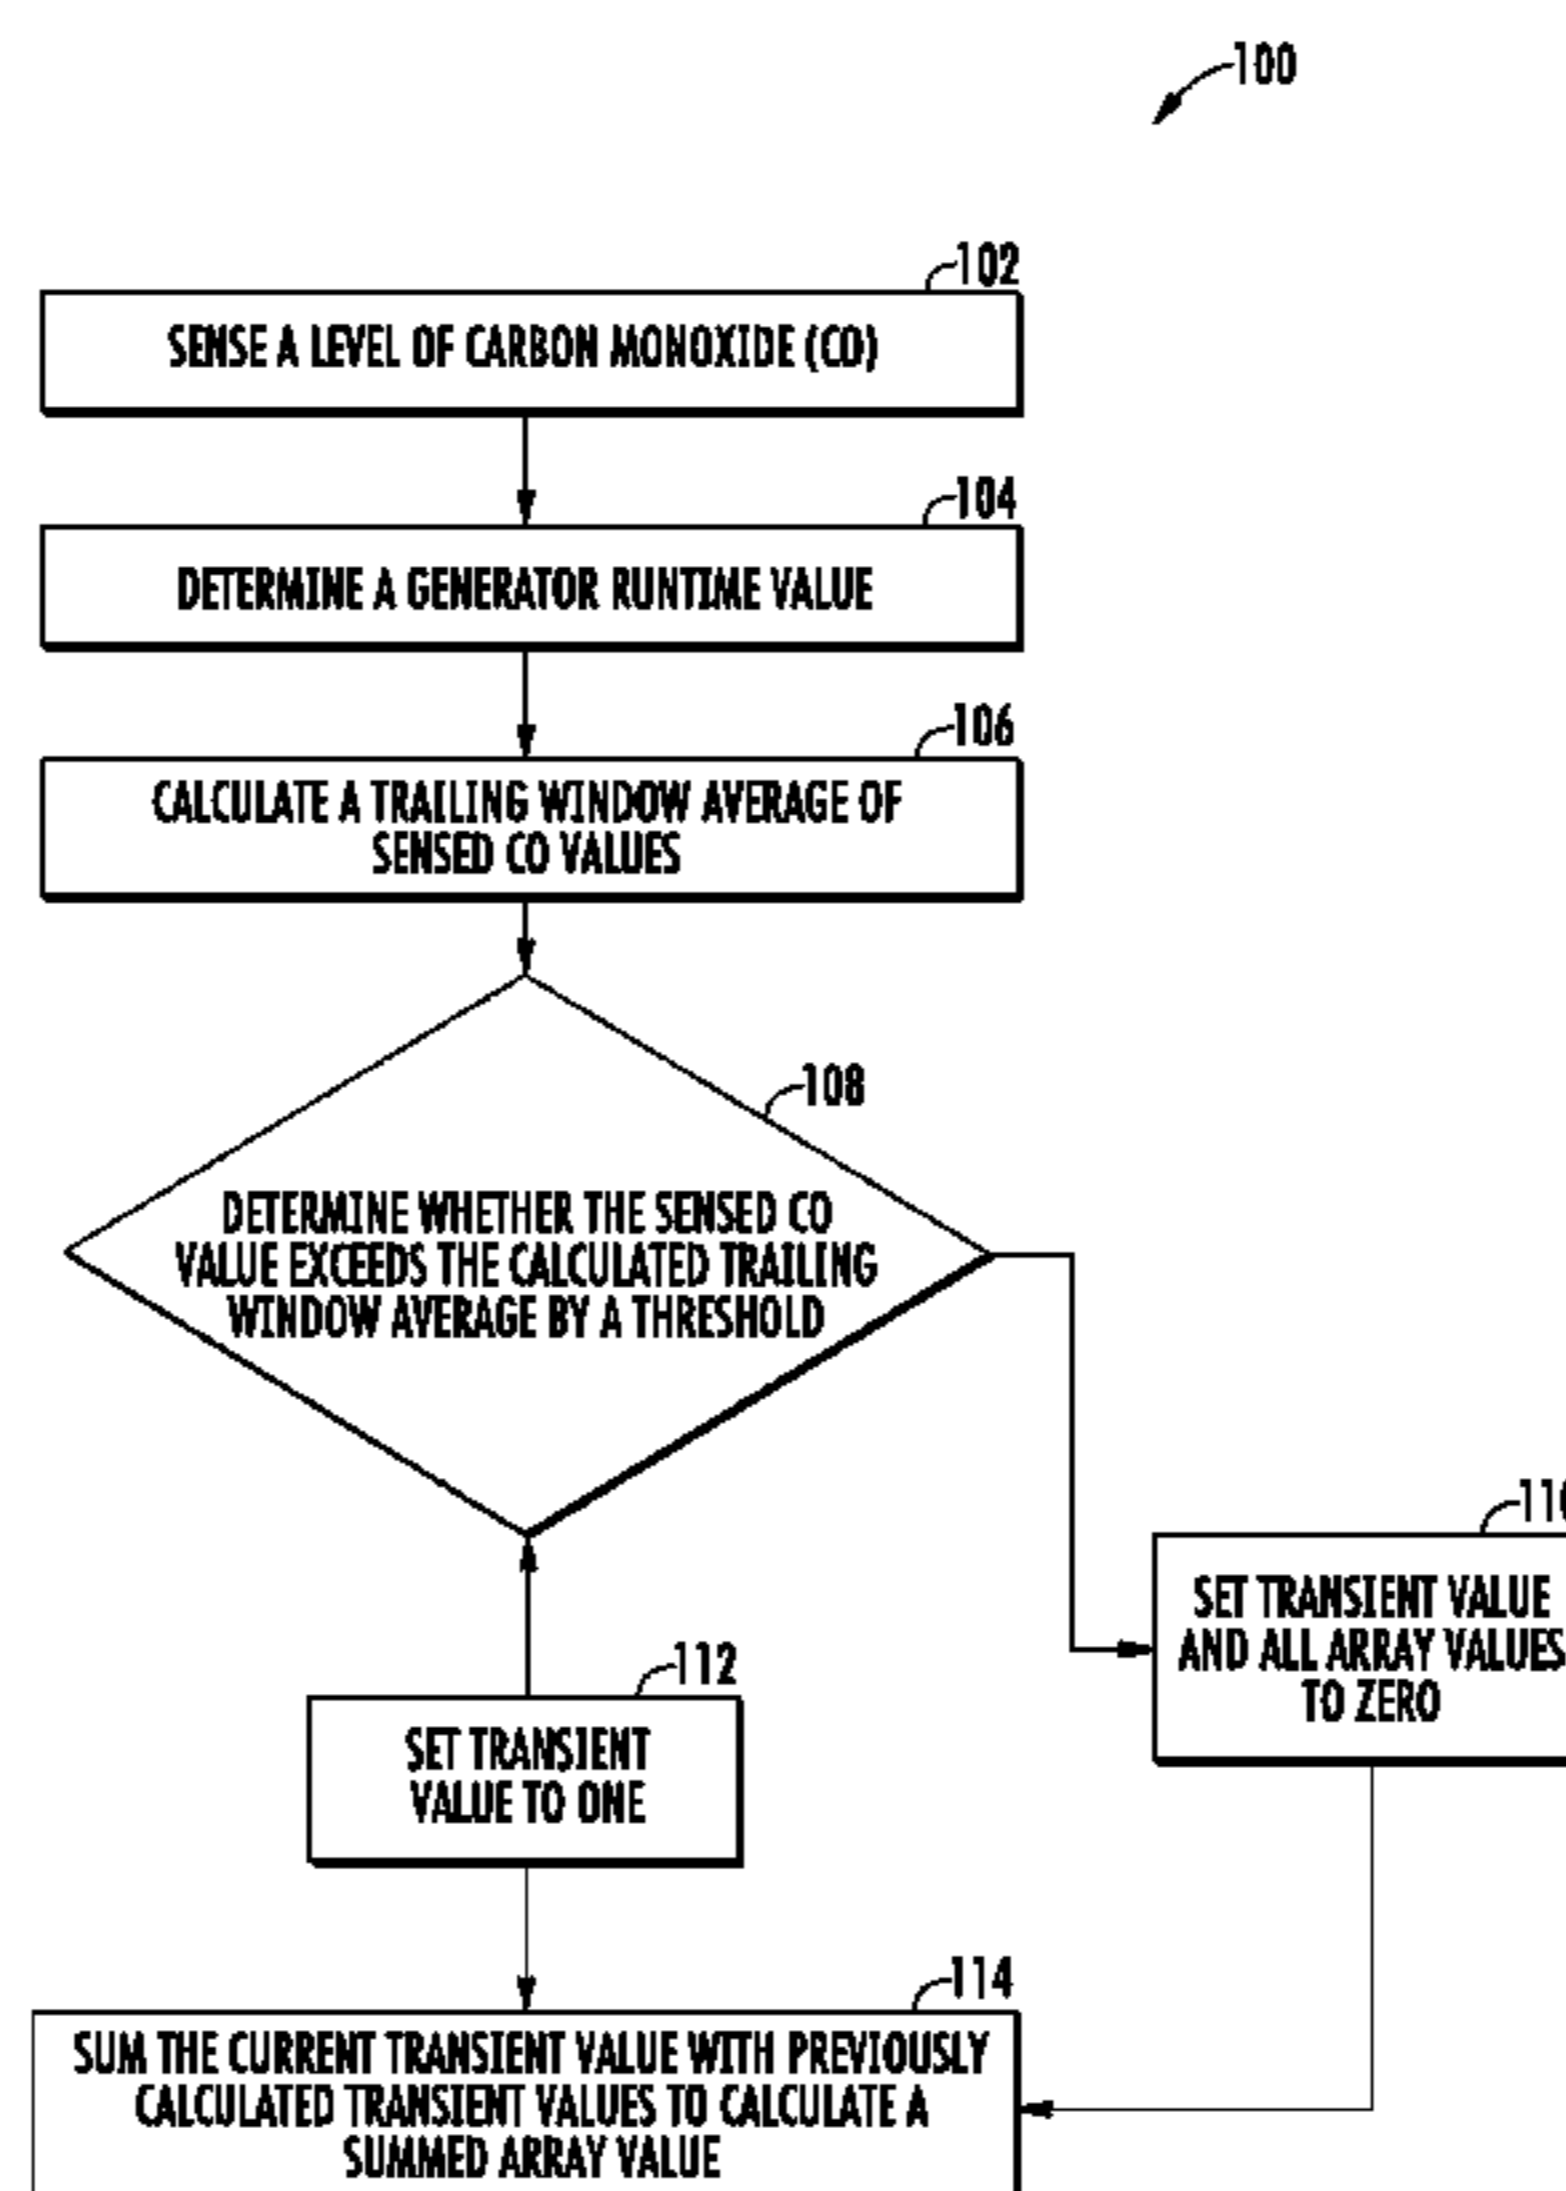 100
102
SENSE A LEVEL OF CARBON MONOXIDE (CO)
104
DETERMINE A GENERATOR RUNTIME VALUE
106
CALCULATE A TRAILING WINDOW AVERAGE OF
SENSED CO VALUES
108
DETERMINE WHETHER THE SENSED CO
VALUE EXCEEDS THE CALCULATED TRAILING
WINDOW AVERAGE BY A THRESHOLD
SET TRANSIENT VALUE
AND ALL ARRAY VALUES
TO ZERO
112
SET TRANSIENT
VALUE TO ONE
114
SUM THE CURRENT TRANSIENT VALUE WITH PREVIOUSLY
CALCULATED TRANSIENT VALUES TO CALCULATE A
SUMMED ARRAY VALUE